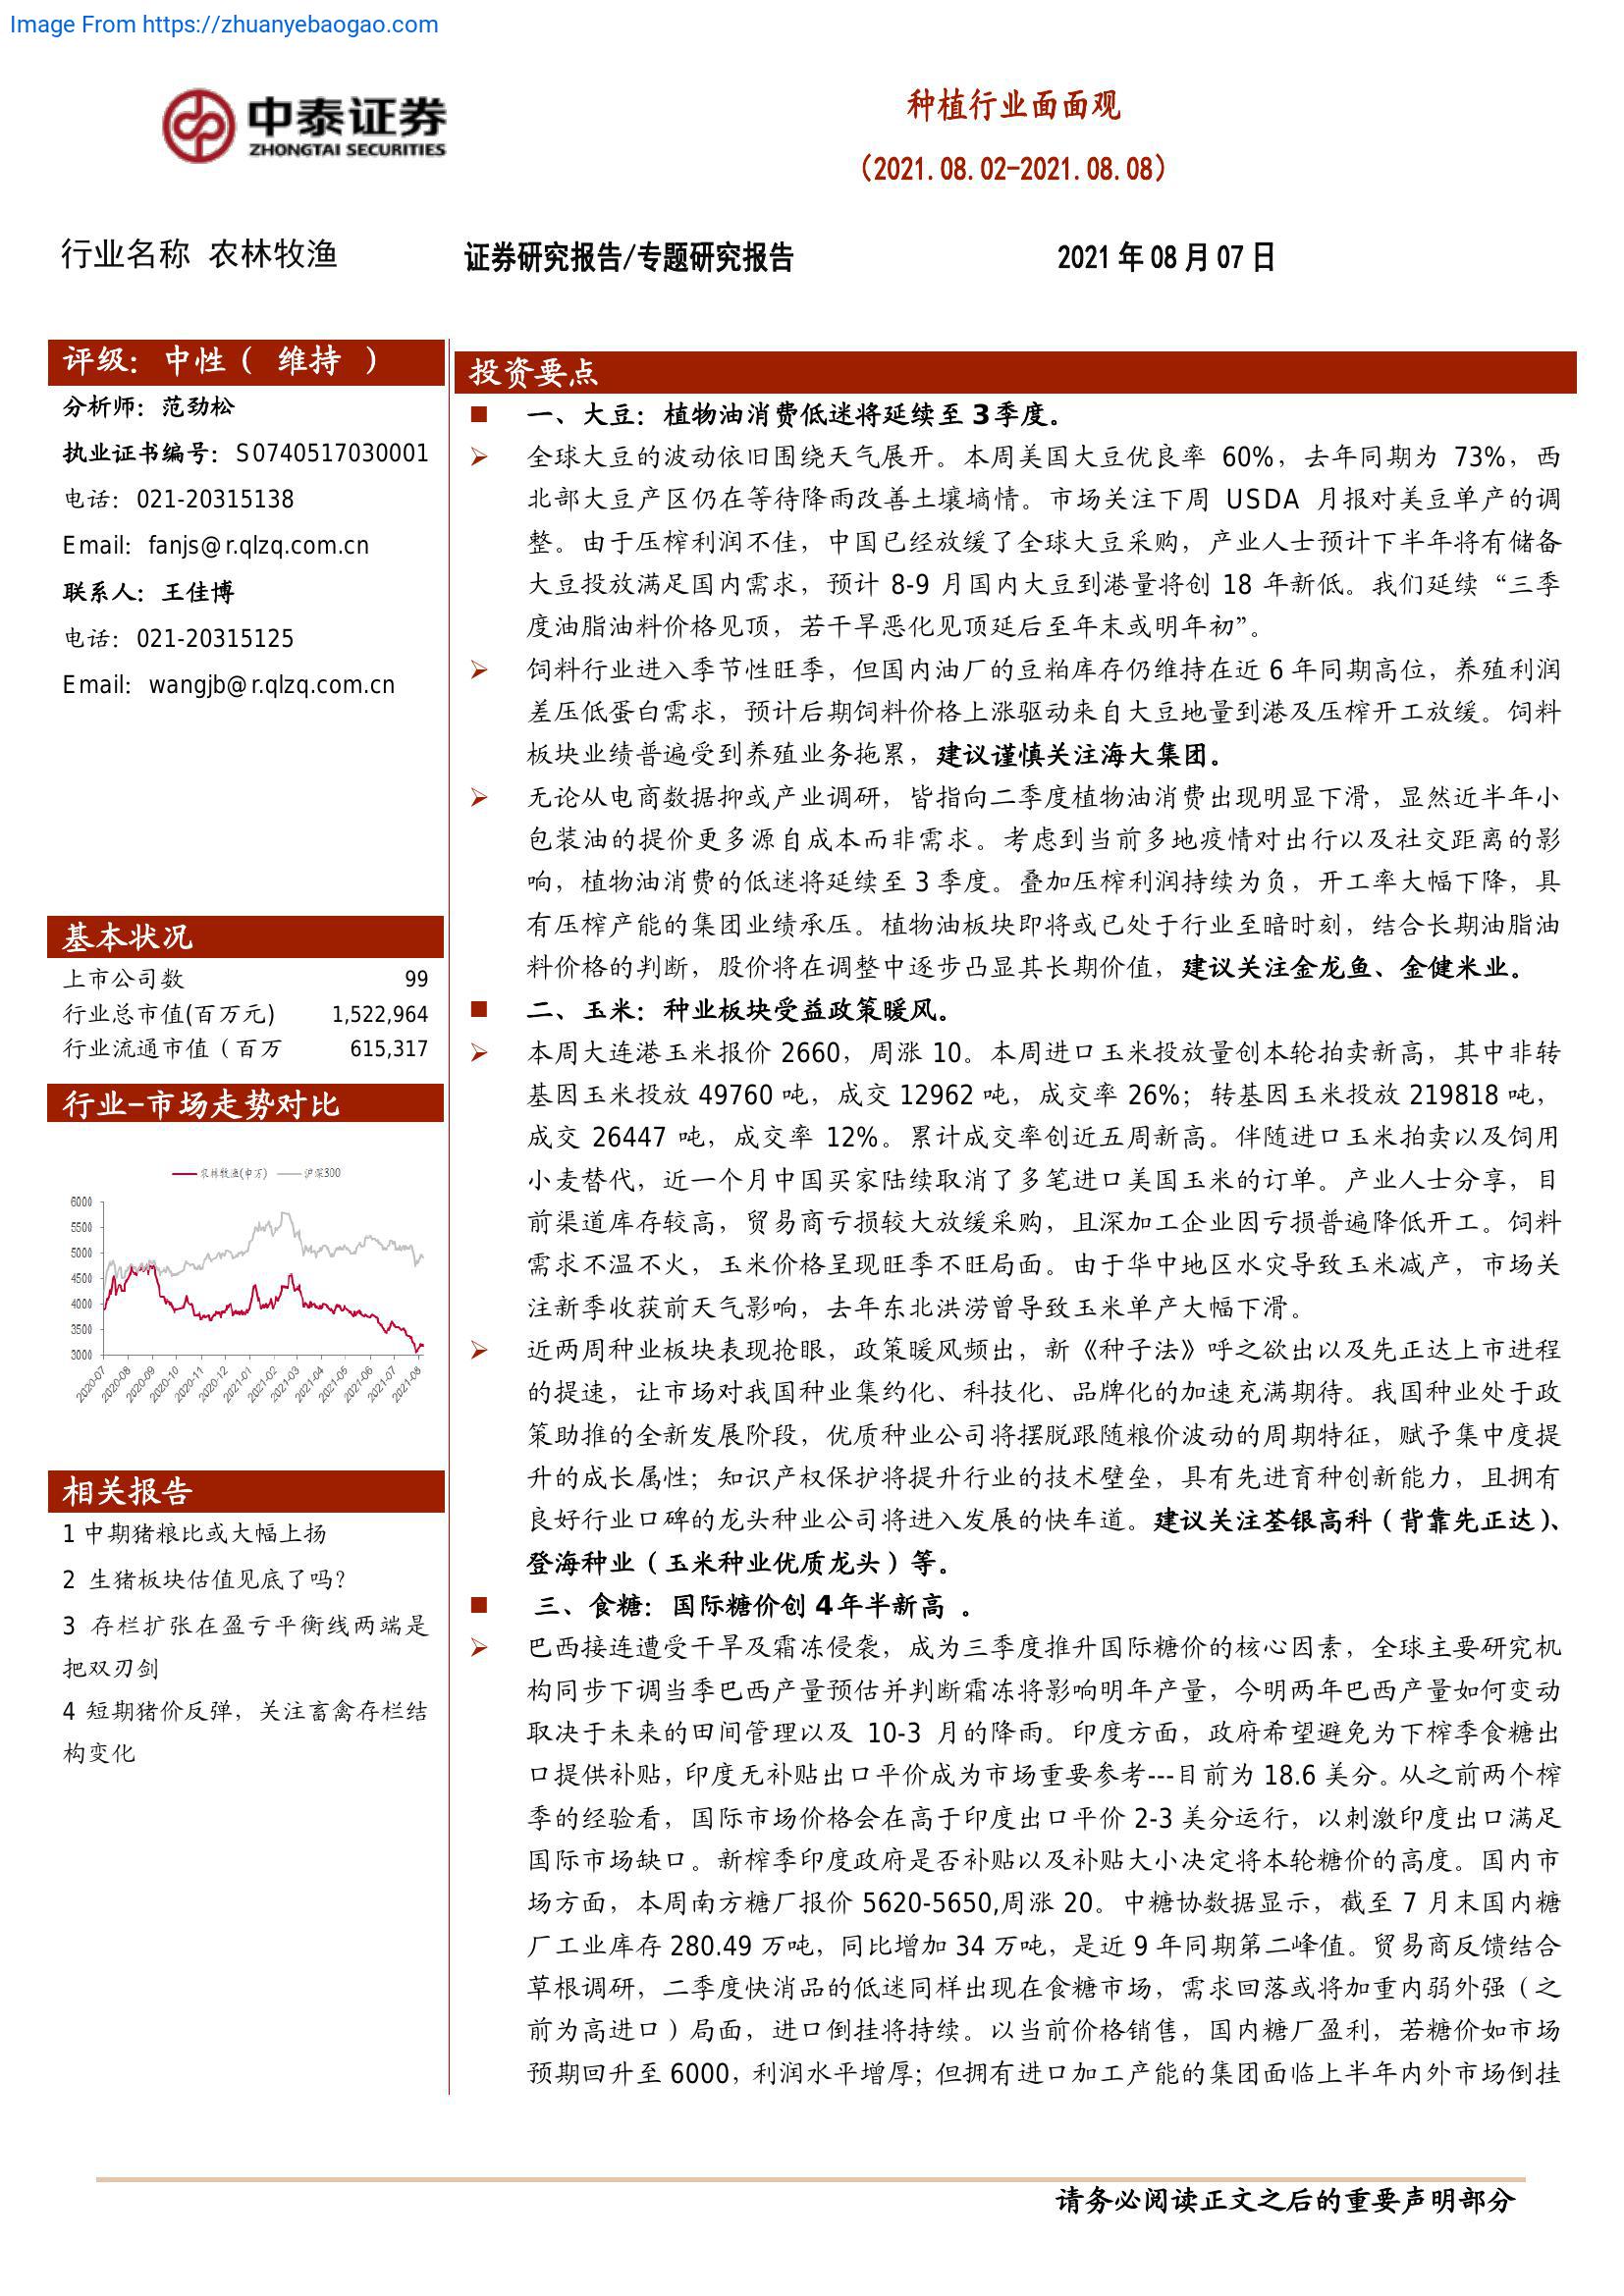 Image From https://zhuanyebaogao.com
中泰证券
ZHONGTAI SECURITIES
种植行业面面观
（2021.08.02-2021.08.08）
行业名称 农林牧渔
证券研究报告/专题研究报告
2021 年 08 月 07 日
评级：中性（ 维持 ）
分析师：范劲松
执业证书编号：S0740517030001
电话：021-20315138
Email：fanjs@r.qlzq.com.cn
联系人：王佳博
电话：021-20315125
Email：wangjb@r.qlzq.com.cn
基本状况
上市公司数 99
行业总市值(百万元) 1,522,964
行业流通市值（百万 615,317
行业-市场走势对比
农林牧渔(申万) 沪深300
6000
5500
5000
4500
4000
3500
3000
2020-07 2020-08 2020-09 2020-10 2020-11 2020-12 2021-01 2021-02 2021-03 2021-04 2021-05 2021-06 2021-07 2021-08
相关报告
1 中期猪粮比或大幅上扬
2 生猪板块估值见底了吗？
3 存栏扩张在盈亏平衡线两端是
把双刃剑
4 短期猪价反弹，关注畜禽存栏结
构变化
投资要点
■ 一、大豆：植物油消费低迷将延续至 3 季度。
➢ 全球大豆的波动依旧围绕天气展开。本周美国大豆优良率 60%，去年同期为 73%，西
北部大豆产区仍在等待降雨改善土壤墒情。市场关注下周 USDA 月报对美豆单产的调
整。由于压榨利润不佳，中国已经放缓了全球大豆采购，产业人士预计下半年将有储备
大豆投放满足国内需求，预计 8-9 月国内大豆到港量将创 18 年新低。我们延续“三季
度油脂油料价格见顶，若干旱恶化见顶延后至年末或明年初”。
➢ 饲料行业进入季节性旺季，但国内油厂的豆粕库存仍维持在近 6 年同期高位，养殖利润
差压低蛋白需求，预计后期饲料价格上涨驱动来自大豆地量到港及压榨开工放缓。饲料
板块业绩普遍受到养殖业务拖累，建议谨慎关注海大集团。
➢ 无论从电商数据抑或产业调研，皆指向二季度植物油消费出现明显下滑，显然近半年小
包装油的提价更多源自成本而非需求。考虑到当前多地疫情对出行以及社交距离的影
响，植物油消费的低迷将延续至 3 季度。叠加压榨利润持续为负，开工率大幅下降，具
有压榨产能的集团业绩承压。植物油板块即将或已处于行业至暗时刻，结合长期油脂油
料价格的判断，股价将在调整中逐步凸显其长期价值，建议关注金龙鱼、金健米业。
■ 二、玉米：种业板块受益政策暖风。
➢ 本周大连港玉米报价 2660，周涨 10。本周进口玉米投放量创本轮拍卖新高，其中非转
基因玉米投放 49760 吨，成交 12962 吨，成交率 26%；转基因玉米投放 219818 吨，
成交 26447 吨，成交率 12%。累计成交率创近五周新高。伴随进口玉米拍卖以及饲用
小麦替代，近一个月中国买家陆续取消了多笔进口美国玉米的订单。产业人士分享，目
前渠道库存较高，贸易商亏损较大放缓采购，且深加工企业因亏损普遍降低开工。饲料
需求不温不火，玉米价格呈现旺季不旺局面。由于华中地区水灾导致玉米减产，市场关
注新季收获前天气影响，去年东北洪涝曾导致玉米单产大幅下滑。
➢ 近两周种业板块表现抢眼，政策暖风频出，新《种子法》呼之欲出以及先正达上市进程
的提速，让市场对我国种业集约化、科技化、品牌化的加速充满期待。我国种业处于政
策助推的全新发展阶段，优质种业公司将摆脱跟随粮价波动的周期特征，赋予集中度提
升的成长属性；知识产权保护将提升行业的技术壁垒，具有先进育种创新能力，且拥有
良好行业口碑的龙头种业公司将进入发展的快车道。建议关注荃银高科（背靠先正达）、
登海种业（玉米种业优质龙头）等。
■ 三、食糖：国际糖价创 4 年半新高 。
➢ 巴西接连遭受干旱及霜冻侵袭，成为三季度推升国际糖价的核心因素，全球主要研究机
构同步下调当季巴西产量预估并判断霜冻将影响明年产量，今明两年巴西产量如何变动
取决于未来的田间管理以及 10-3 月的降雨。印度方面，政府希望避免为下榨季食糖出
口提供补贴，印度无补贴出口平价成为市场重要参考---目前为 18.6 美分。从之前两个榨
季的经验看，国际市场价格会在高于印度出口平价 2-3 美分运行，以刺激印度出口满足
国际市场缺口。新榨季印度政府是否补贴以及补贴大小决定将本轮糖价的高度。国内市
场方面，本周南方糖厂报价 5620-5650,周涨 20。中糖协数据显示，截至 7 月末国内糖
厂工业库存 280.49 万吨，同比增加 34 万吨，是近 9 年同期第二峰值。贸易商反馈结合
草根调研，二季度快消品的低迷同样出现在食糖市场，需求回落或将加重内弱外强（之
前为高进口）局面，进口倒挂将持续。以当前价格销售，国内糖厂盈利，若糖价如市场
预期回升至 6000，利润水平增厚；但拥有进口加工产能的集团面临上半年内外市场倒挂
请务必阅读正文之后的重要声明部分